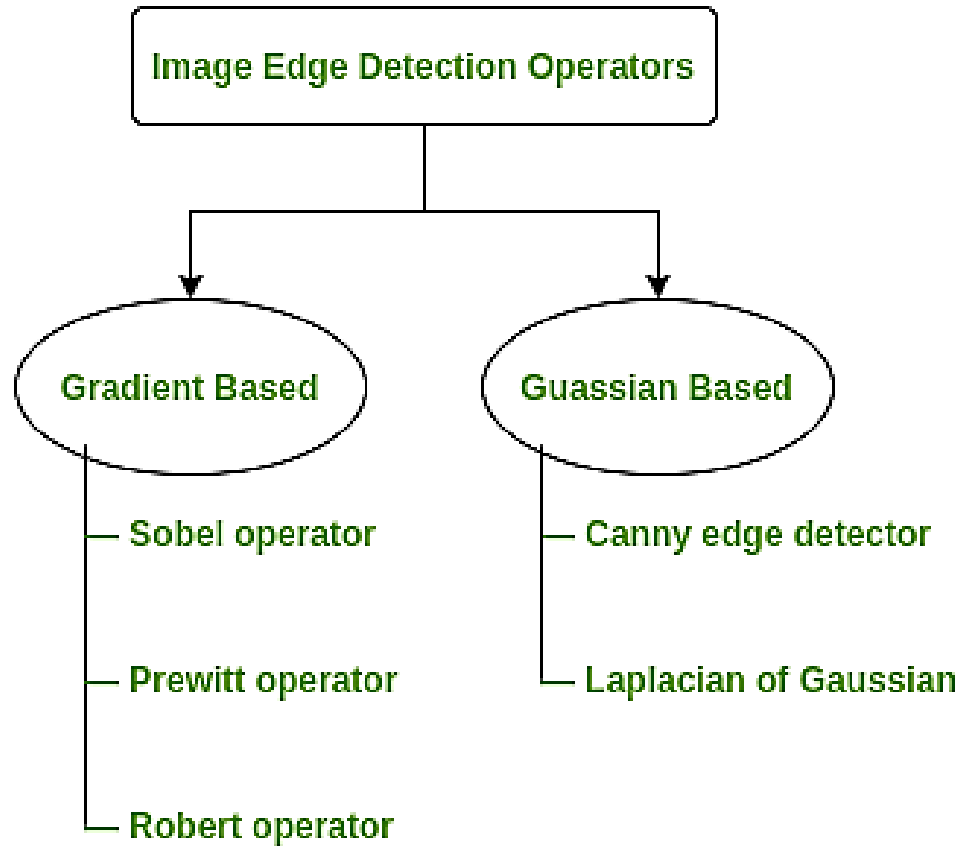 Image Edge Detection Operators
Gradient Based
Guassian Based
Sobel operator
Canny edge detector
Prewitt operator
Laplacian of Gaussian
Robert operator